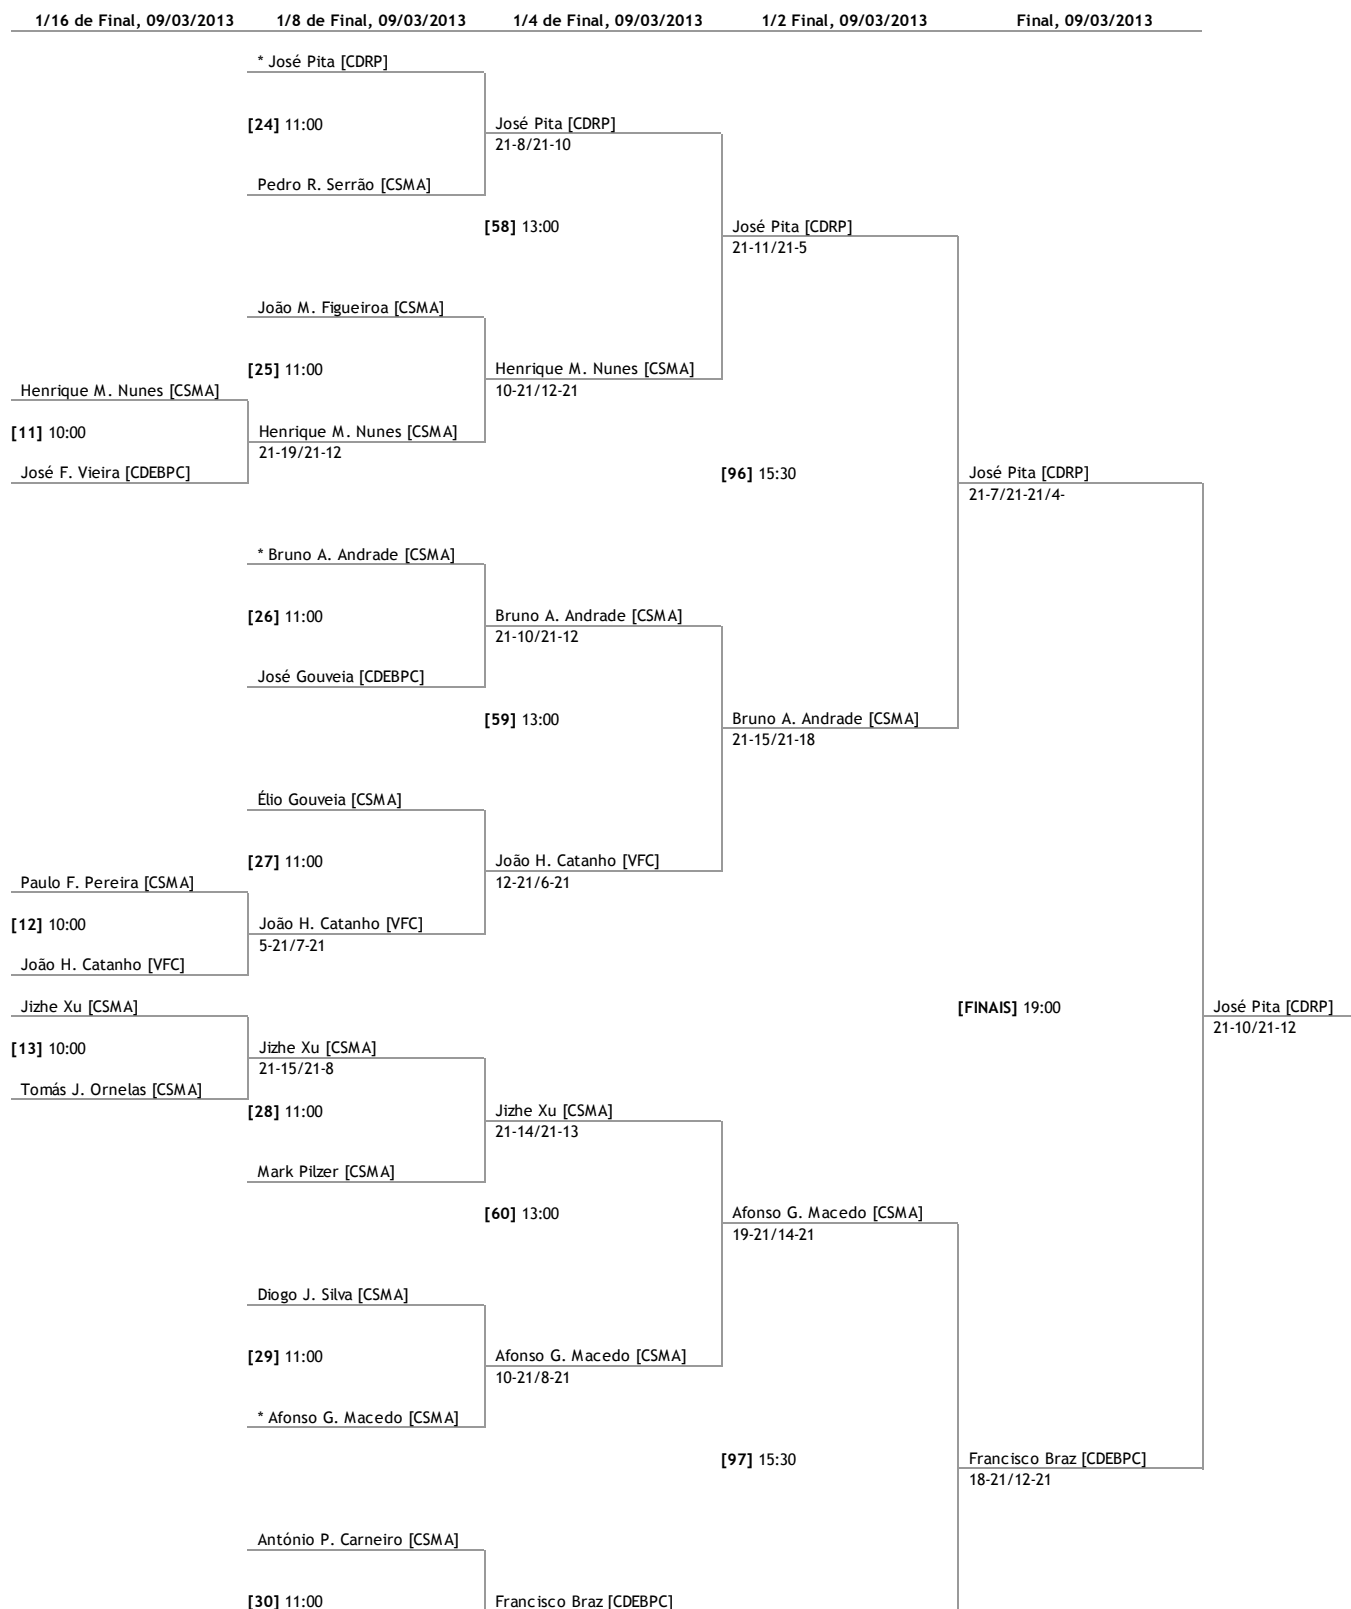 1/16 de Final, 09/03/2013 1/8 de Final, 09/03/2013 1/4 de Final, 09/03/2013 1/2 Final, 09/03/2013 Final, 09/03/2013
* José Pita [CDRP]
[24] 11:00 José Pita [CDRP]
21-8/21-10
Pedro R. Serrão [CSMA]
[58] 13:00 José Pita [CDRP]
21-11/21-5
João M. Figueiroa [CSMA]
[25] 11:00 Henrique M. Nunes [CSMA]
Henrique M. Nunes [CSMA] 10-21/12-21
[11] 10:00 Henrique M. Nunes [CSMA]
21-19/21-12
José F. Vieira [CDEBPC] [96] 15:30 José Pita [CDRP]
21-7/21-21/4-
* Bruno A. Andrade [CSMA]
[26] 11:00 Bruno A. Andrade [CSMA]
21-10/21-12
José Gouveia [CDEBPC]
[59] 13:00 Bruno A. Andrade [CSMA]
21-15/21-18
Élio Gouveia [CSMA]
[27] 11:00 João H. Catanho [VFC]
Paulo F. Pereira [CSMA] 12-21/6-21
[12] 10:00 João H. Catanho [VFC]
5-21/7-21
João H. Catanho [VFC]
Jizhe Xu [CSMA] [FINAIS] 19:00 José Pita [CDRP]
21-10/21-12
[13] 10:00 Jizhe Xu [CSMA]
21-15/21-8
Tomás J. Ornelas [CSMA]
[28] 11:00 Jizhe Xu [CSMA]
21-14/21-13
Mark Pilzer [CSMA]
[60] 13:00 Afonso G. Macedo [CSMA]
19-21/14-21
Diogo J. Silva [CSMA]
[29] 11:00 Afonso G. Macedo [CSMA]
10-21/8-21
* Afonso G. Macedo [CSMA]
[97] 15:30 Francisco Braz [CDEBPC]
18-21/12-21
António P. Carneiro [CSMA]
[30] 11:00 Francisco Braz [CDEBPC]